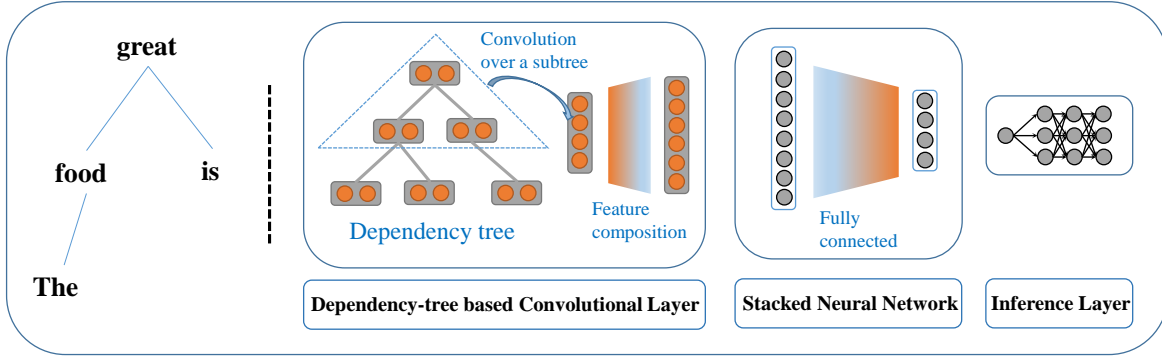 great
food
is
The
Convolution
over a subtree
Dependency tree
Feature
composition
Fully
connected
Dependency-tree based Convolutional Layer
Stacked Neural Network
Inference Layer